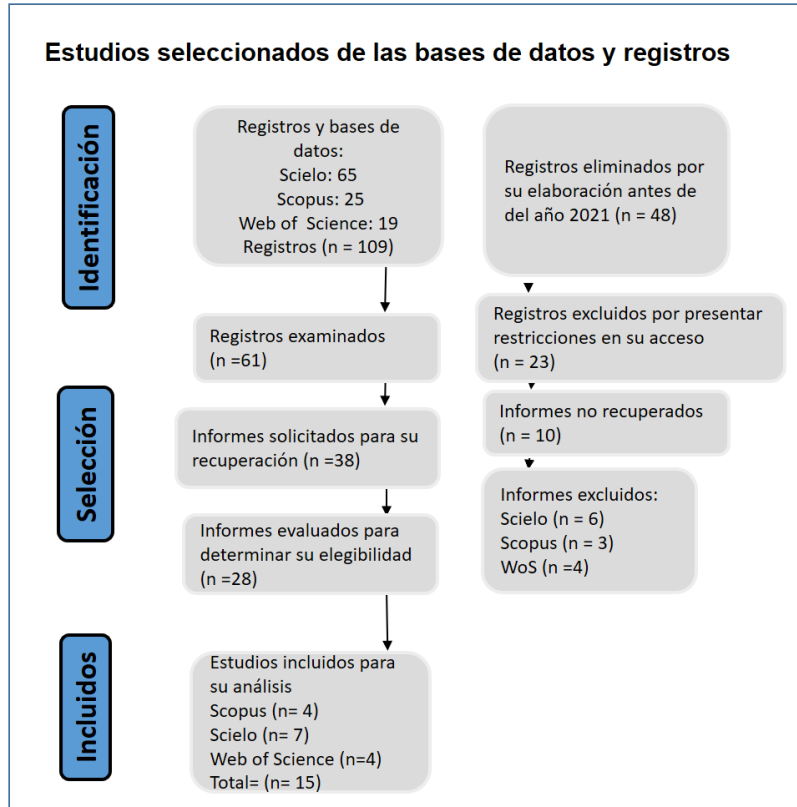 Estudios seleccionados de las bases de datos y registros
Identificación
Registros y bases de
datos:
Scielo: 65
Scopus: 25
Web of Science: 19
Registros (n = 109)
Registros eliminados por
su elaboración antes de
del año 2021 (n = 48)
Registros examinados
(n =61)
Registros excluidos por presentar
restricciones en su acceso
(n = 23)
Selección
Informes solicitados para su
recuperación (n =38)
Informes no recuperados
(n = 10)
Informes evaluados para
determinar su elegibilidad
(n =28)
Informes excluidos:
Scielo (n = 6)
Scopus (n = 3)
WoS (n =4)
Incluidos
Estudios incluidos para
su análisis
Scopus (n= 4)
Scielo (n= 7)
Web of Science (n=4)
Total= (n= 15)